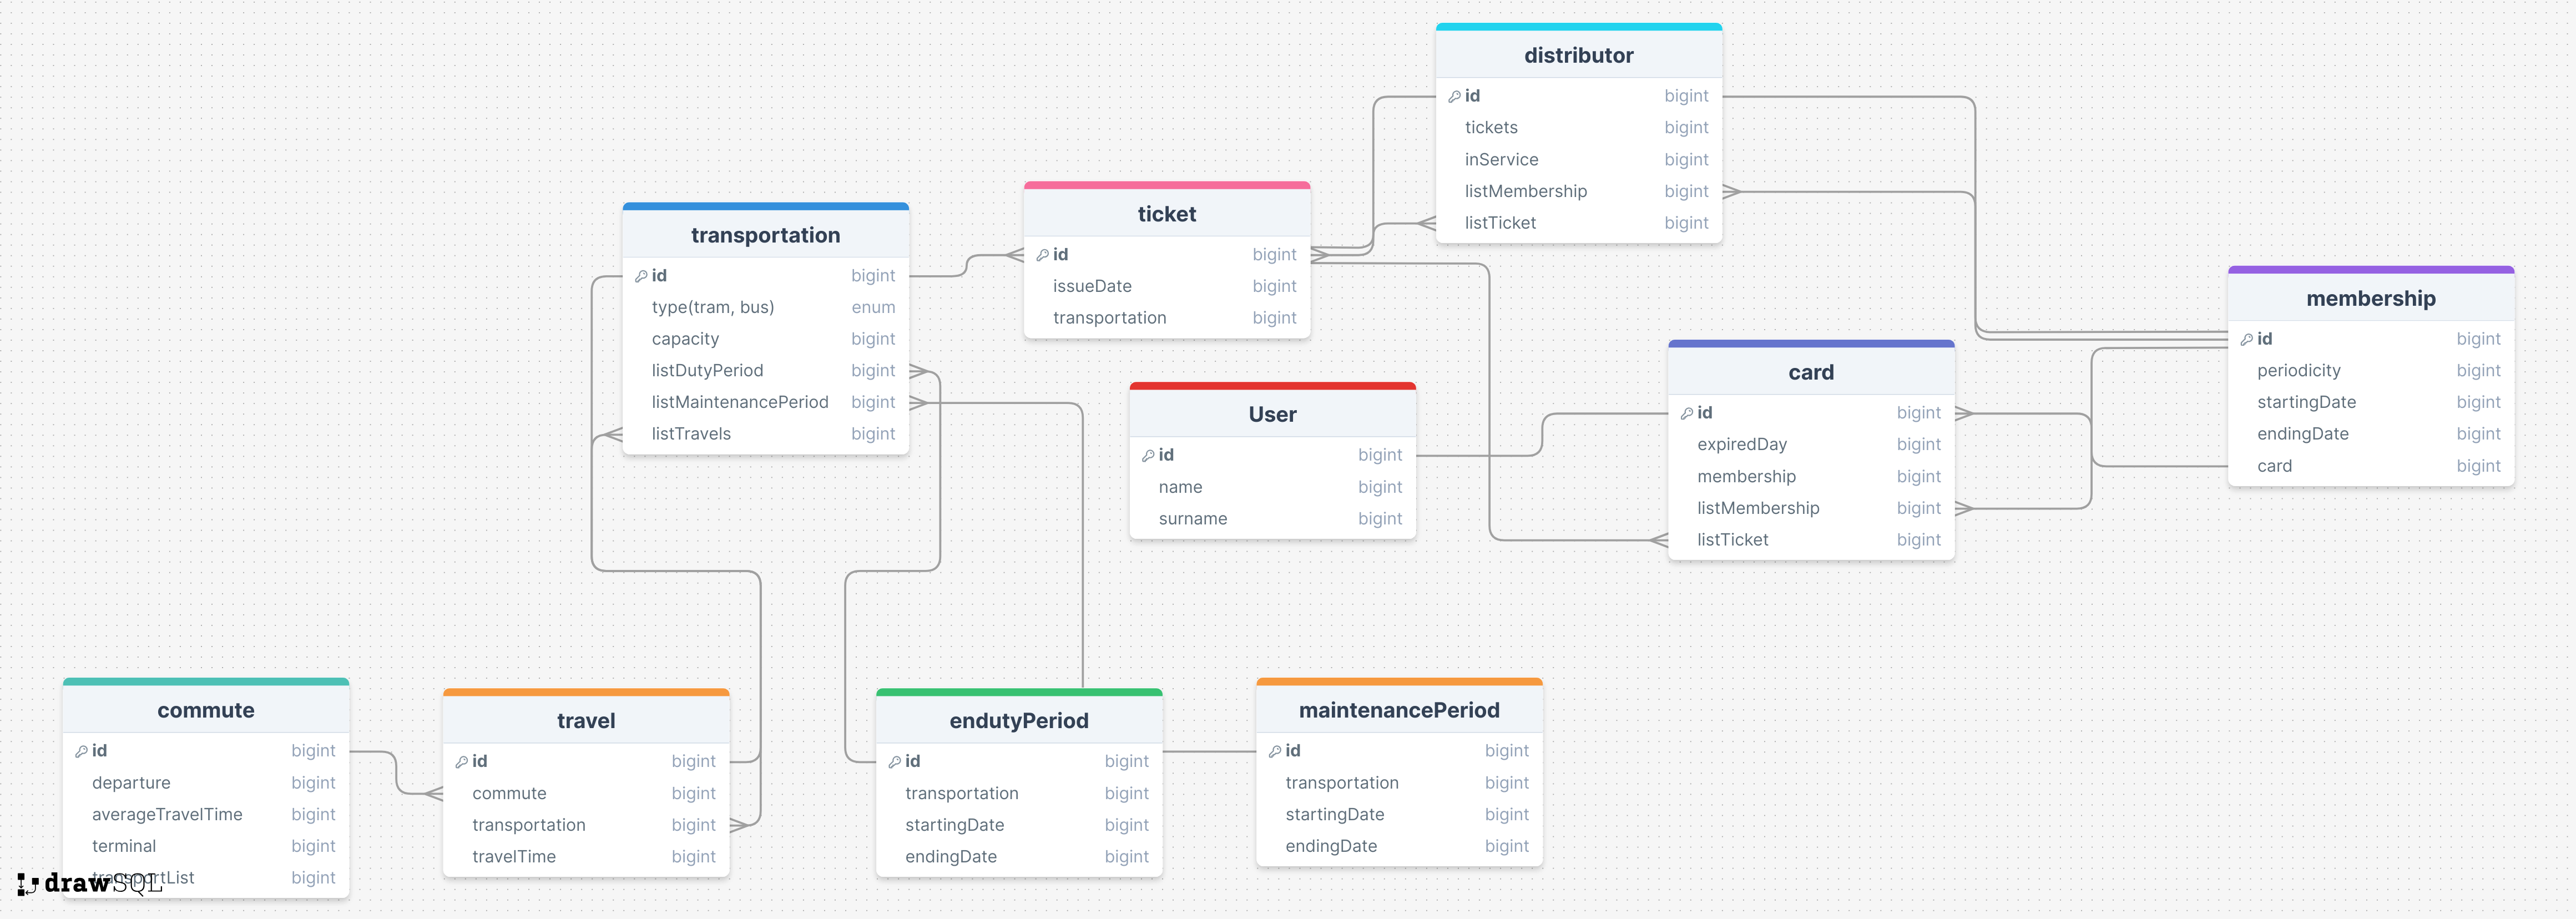 distributor
id bigint
tickets bigint
inService bigint
listMembership bigint
listTicket bigint
ticket
id bigint
issueDate bigint
transportation bigint
transportation
id bigint
type(tram, bus) enum
capacity bigint
listDutyPeriod bigint
listMaintenancePeriod bigint
listTravels bigint
membership
id bigint
periodicity bigint
startingDate bigint
endingDate bigint
card bigint
card
id bigint
expiredDay bigint
membership bigint
listMembership bigint
listTicket bigint
User
id bigint
name bigint
surname bigint
commute
id bigint
departure bigint
averageTravelTime bigint
terminal bigint
transportList bigint
travel
id bigint
commute bigint
transportation bigint
travelTime bigint
endutyPeriod
id bigint
transportation bigint
startingDate bigint
endingDate bigint
maintenancePeriod
id bigint
transportation bigint
startingDate bigint
endingDate bigint
drawSQL